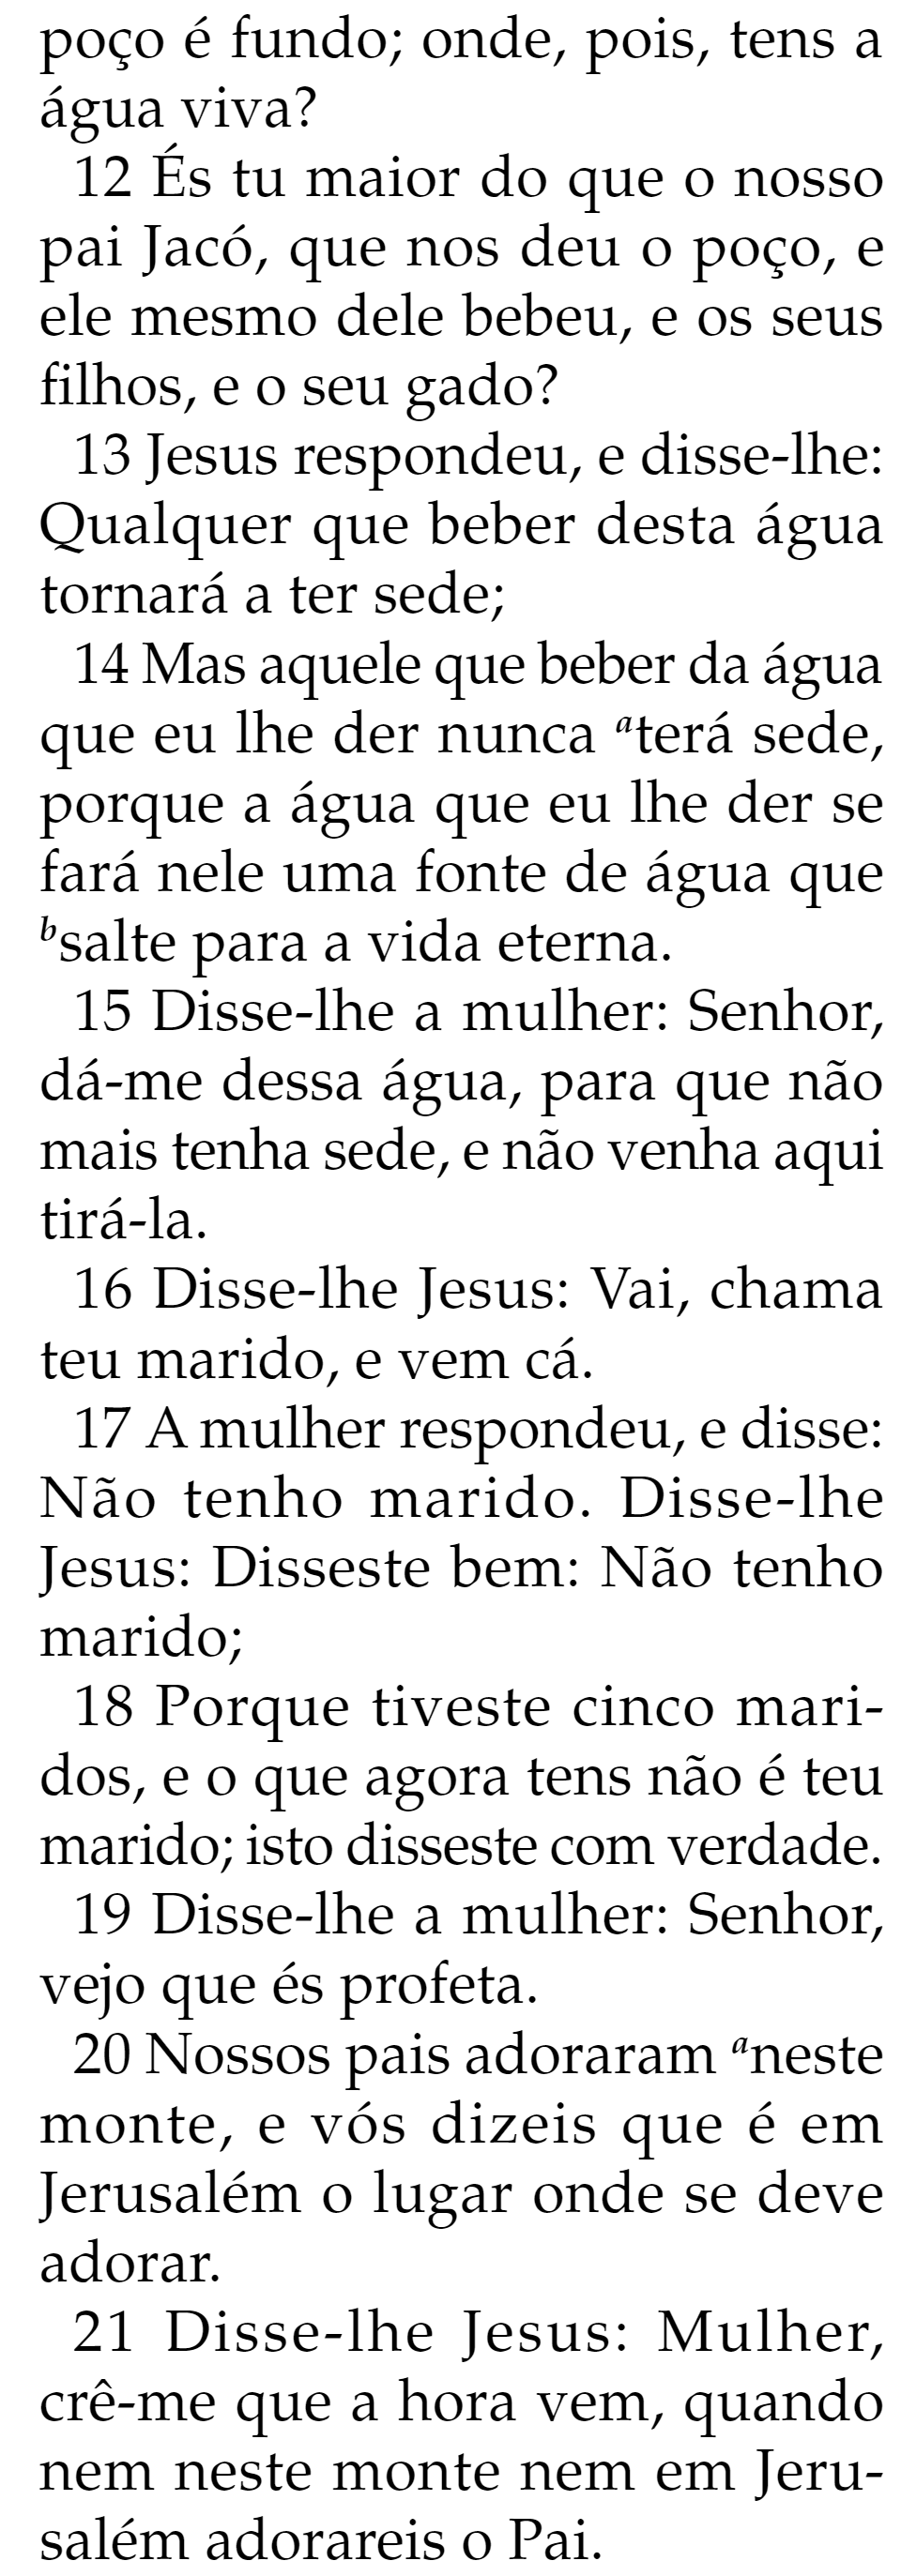 poço é fundo; onde, pois, tens a
água viva?
12 És tu maior do que o nosso
pai Jacó, que nos deu o poço, e
ele mesmo dele bebeu, e os seus
filhos, e o seu gado?
13 Jesus respondeu, e disse-lhe:
Qualquer que beber desta água
tornará a ter sede;
14 Mas aquele que beber da água
que eu lhe der nunca ᵃterá sede,
porque a água que eu lhe der se
fará nele uma fonte de água que
ᵇsalte para a vida eterna.
15 Disse-lhe a mulher: Senhor,
dá-me dessa água, para que não
mais tenha sede, e não venha aqui
tirá-la.
16 Disse-lhe Jesus: Vai, chama
teu marido, e vem cá.
17 A mulher respondeu, e disse:
Não tenho marido. Disse-lhe
Jesus: Disseste bem: Não tenho
marido;
18 Porque tiveste cinco mari-
dos, e o que agora tens não é teu
marido; isto disseste com verdade.
19 Disse-lhe a mulher: Senhor,
vejo que és profeta.
20 Nossos pais adoraram ᵃneste
monte, e vós dizeis que é em
Jerusalém o lugar onde se deve
adorar.
21 Disse-lhe Jesus: Mulher,
crê-me que a hora vem, quando
nem neste monte nem em Jeru-
salém adorareis o Pai.